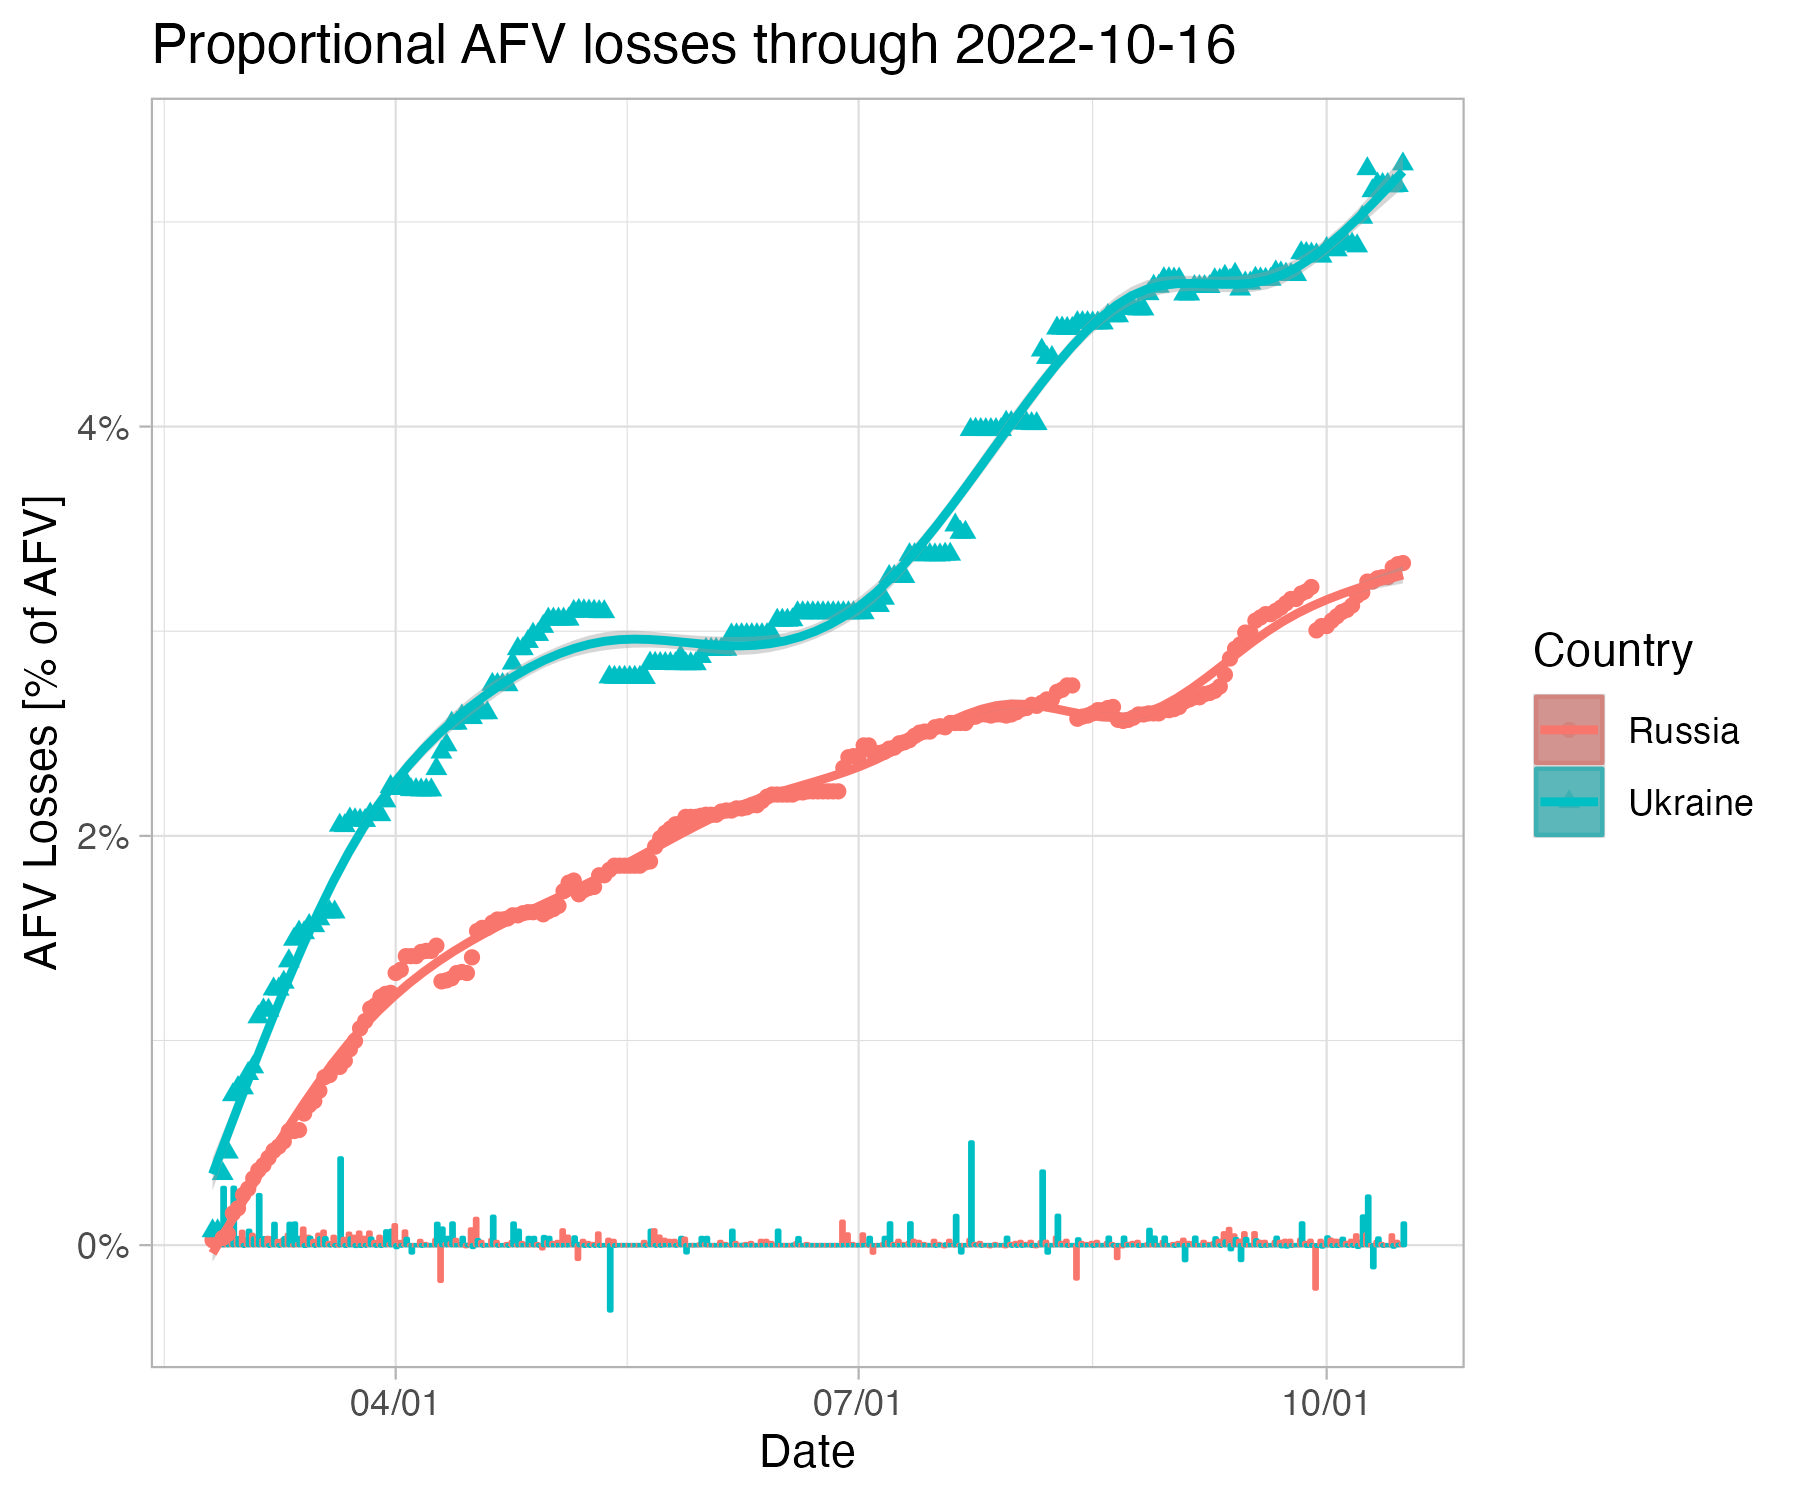 Proportional AFV losses through 2022-10-16
AFV Losses [% of AFV]
4%
2%
0%
04/01
07/01
10/01
Date
Country
Russia
Ukraine